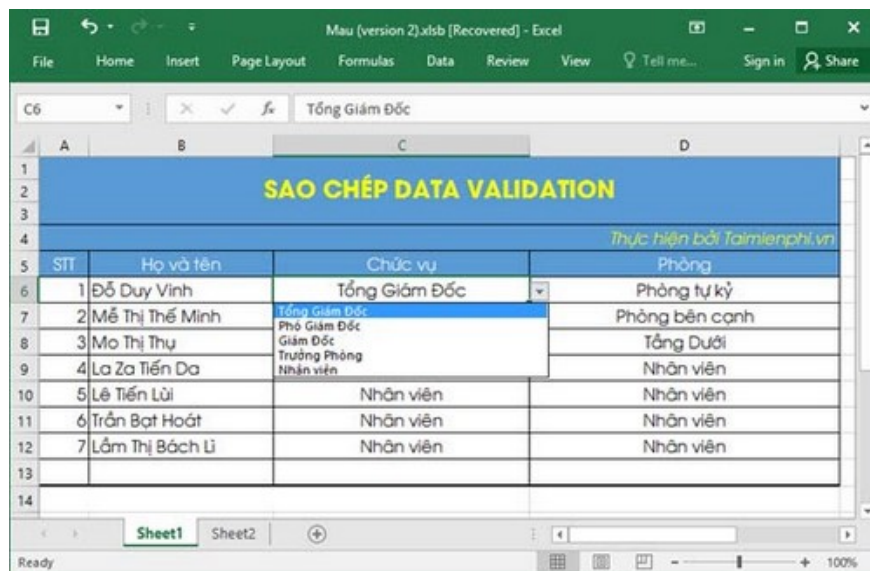 Mau (version 2).xlsb [Recovered] - Excel
File Home Insert Page Layout Formulas Data Review View Tell me... Sign in Share
C6 fx Tổng Giám Đốc
A B C D
1
2 SAO CHÉP DATA VALIDATION
3
4 Thực hiện bởi Taimienphi.vn
5 STT Họ và tên Chức vụ Phòng
6 1 Đỗ Duy Vinh Tổng Giám Đốc Phòng tự kỷ
7 2 Mễ Thị Thế Minh Tổng Giám Đốc Phòng bên cạnh
Phó Giám Đốc
8 3 Mo Thị Thụ Giám Đốc Tầng Dưới
Trưởng Phòng
9 4 La Za Tiến Da Nhân viên Nhân viên
10 5 Lê Tiến Lùi Nhân viên Nhân viên
11 6 Trần Bạt Hoát Nhân viên Nhân viên
12 7 Lầm Thị Bách Lì Nhân viên Nhân viên
13
14
Sheet1 Sheet2
Ready 100%